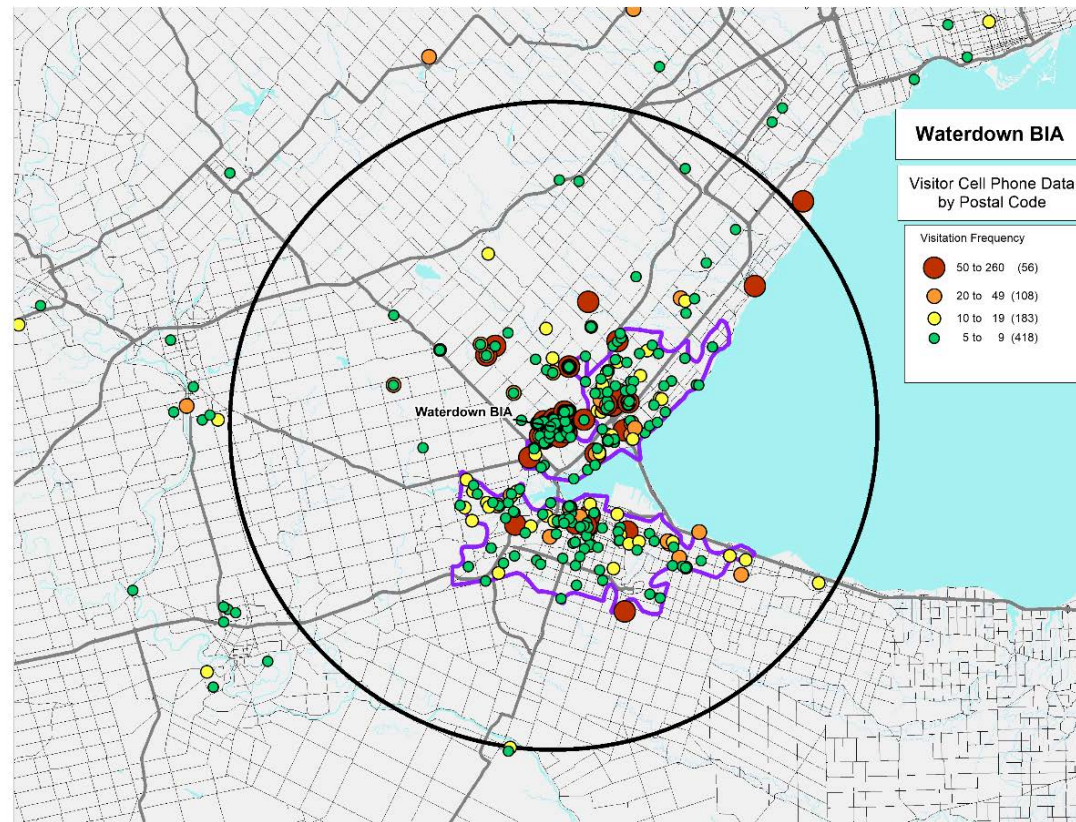 Waterdown BIA
Visitor Cell Phone Data
by Postal Code
Visitation Frequency
50 to 260 (56)
20 to 49 (108)
10 to 19 (183)
5 to 9 (418)
Waterdown BIA